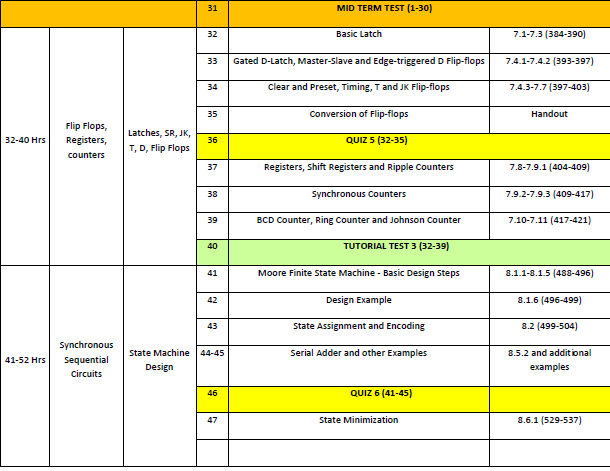 31 MID TERM TEST (1-30)
32-40 Hrs
Flip Flops,
Registers,
counters
Latches, SR, JK,
T, D, Flip Flops
32 Basic Latch 7.1-7.3 (384-390)
33 Gated D-Latch, Master-Slave and Edge-triggered D Flip-flops 7.4.1-7.4.2 (393-397)
34 Clear and Preset, Timing, T and JK Flip-flops 7.4.3-7.7 (397-403)
35 Conversion of Flip-flops Handout
36 QUIZ 5 (32-35)
37 Registers, Shift Registers and Ripple Counters 7.8-7.9.1 (404-409)
38 Synchronous Counters 7.9.2-7.9.3 (409-417)
39 BCD Counter, Ring Counter and Johnson Counter 7.10-7.11 (417-421)
40 TUTORIAL TEST 3 (32-39)
41-52 Hrs
Synchronous
Sequential
Circuits
State Machine
Design
41 Moore Finite State Machine - Basic Design Steps 8.1.1-8.1.5 (488-496)
42 Design Example 8.1.6 (496-499)
43 State Assignment and Encoding 8.2 (499-504)
44-45 Serial Adder and other Examples 8.5.2 and additional
examples
46 QUIZ 6 (41-45)
47 State Minimization 8.6.1 (529-537)